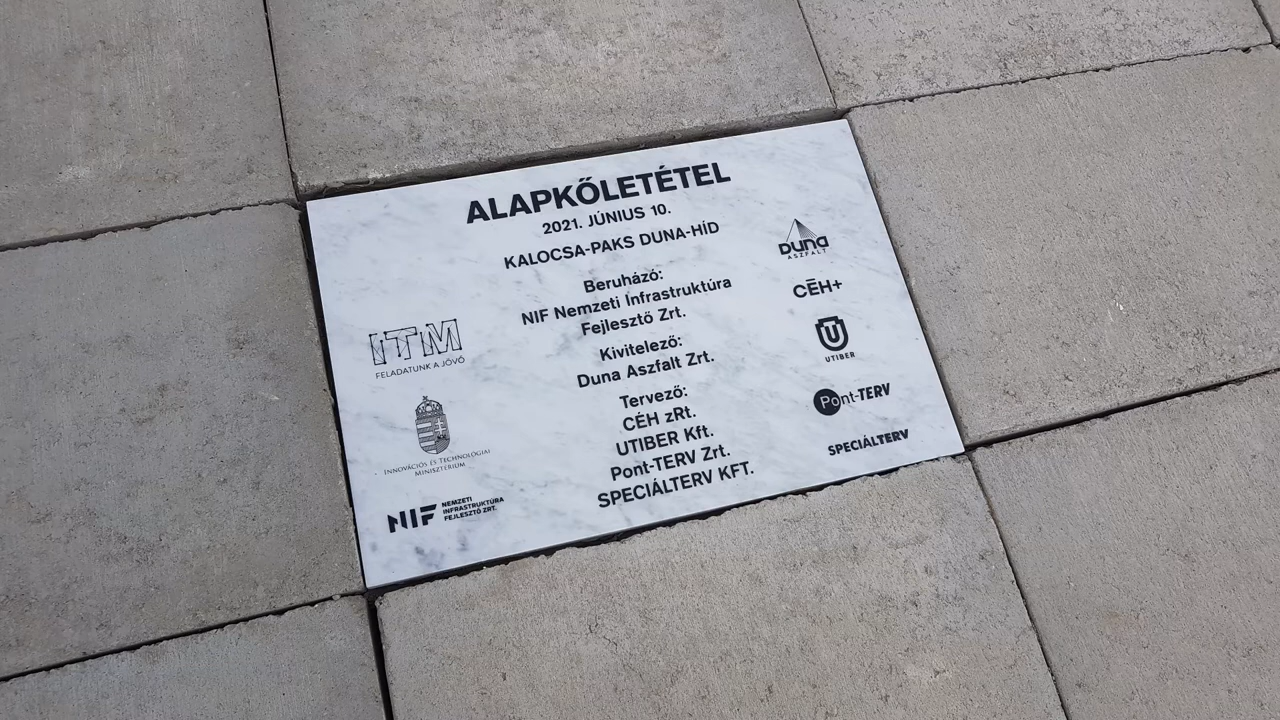 ALAPKŐLETÉTEL
2021. JÚNIUS 10.
KALOCSA-PAKS DUNA-HÍD
Beruházó:
NIF Nemzeti Infrastruktúra
Fejlesztő Zrt.
Kivitelező:
Duna Aszfalt Zrt.
Tervező:
CÉH zRt.
UTIBER Kft.
Pont-TERV Zrt.
SPECIÁLTERV KFT.
ITM
FELADATUNK A JÖVŐ
INNOVÁCIÓS ÉS TECHNOLÓGIAI
MINISZTÉRIUM
NIF
NEMZETI
INFRASTRUKTÚRA
FEJLESZTŐ ZRT.
DUNA
ASZFALT
CĒH+
U
UTIBER
Pont-TERV
SPECIÁLTERV